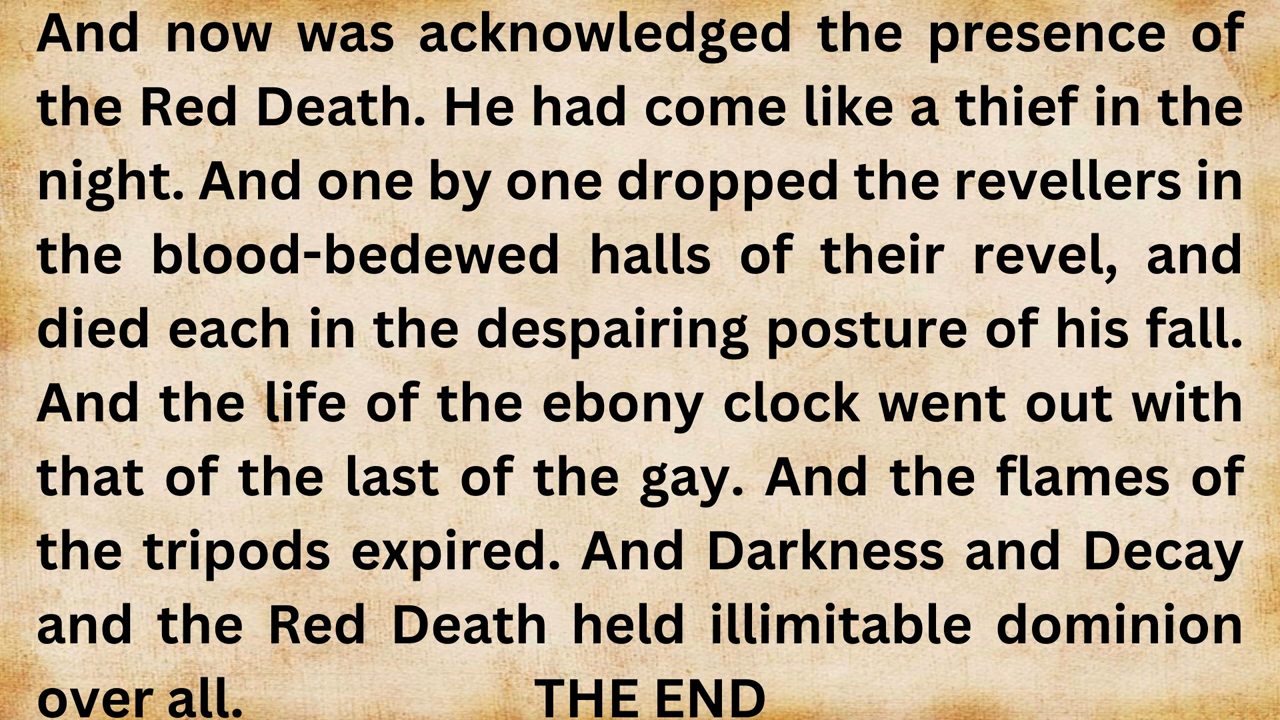 And now was acknowledged the presence of
the Red Death. He had come like a thief in the
night. And one by one dropped the revellers in
the blood-bedewed halls of their revel, and
died each in the despairing posture of his fall.
And the life of the ebony clock went out with
that of the last of the gay. And the flames of
the tripods expired. And Darkness and Decay
and the Red Death held illimitable dominion
over all. THE END